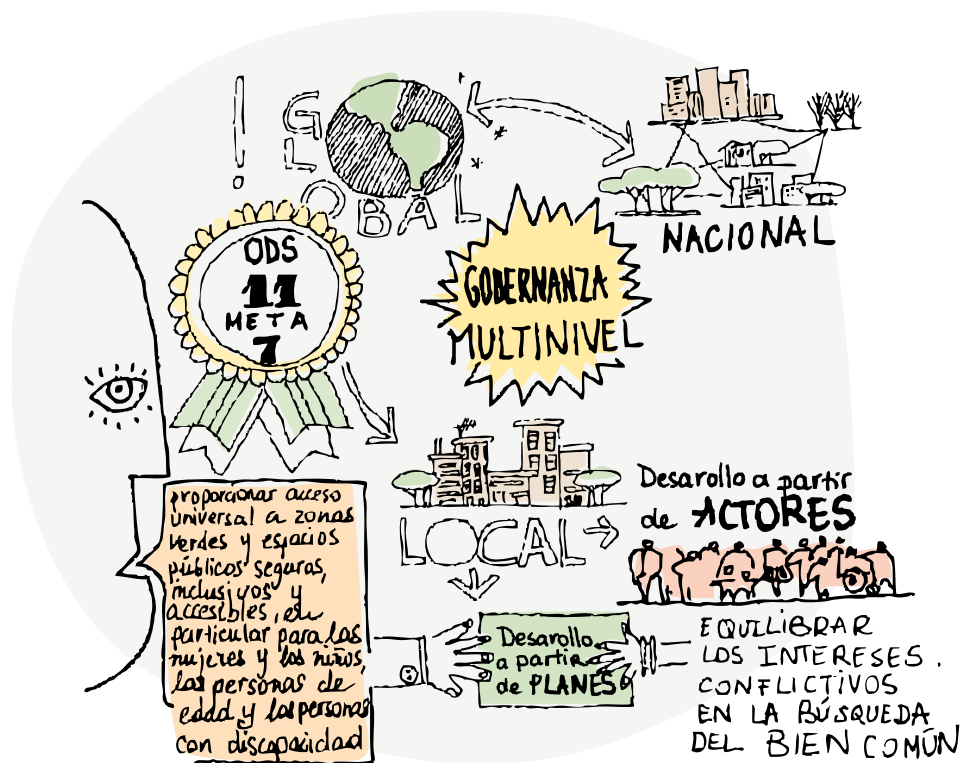 ! GLOBAL
NACIONAL
ODS
11
META
7
GOBERNANZA
MULTINIVEL
LOCAL
Desarollo a partir
de ACTORES
proporcionar acceso
universal a zonas
verdes y espacios
públicos seguras,
inclusivos y
accesibles, en
particular para las
mujeres y los niños,
las personas de
edad y las personas
con discapacidad
Desarollo
a partir
de PLANES
EQUILIBRAR
LOS INTERESES.
CONFLICTIVOS
EN LA BÚSQUEDA
DEL BIEN COMÚN